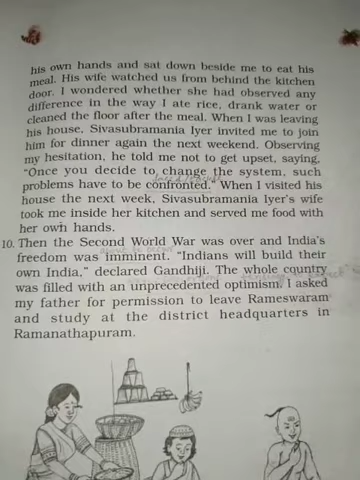 his own hands and sat down beside me to eat his
meal. His wife watched us from behind the kitchen
door. I wondered whether she had observed any
difference in the way I ate rice, drank water or
cleaned the floor after the meal. When I was leaving
his house, Sivasubramania Iyer invited me to join
him for dinner again the next weekend. Observing
my hesitation, he told me not to get upset, saying,
"Once you decide to change the system, such
problems have to be confronted." When I visited his
house the next week, Sivasubramania Iyer's wife
took me inside her kitchen and served me food with
her own hands.
10. Then the Second World War was over and India's
freedom was imminent. "Indians will build their
own India," declared Gandhiji. The whole country
was filled with an unprecedented optimism. I asked
my father for permission to leave Rameswaram
and study at the district headquarters in
Ramanathapuram.